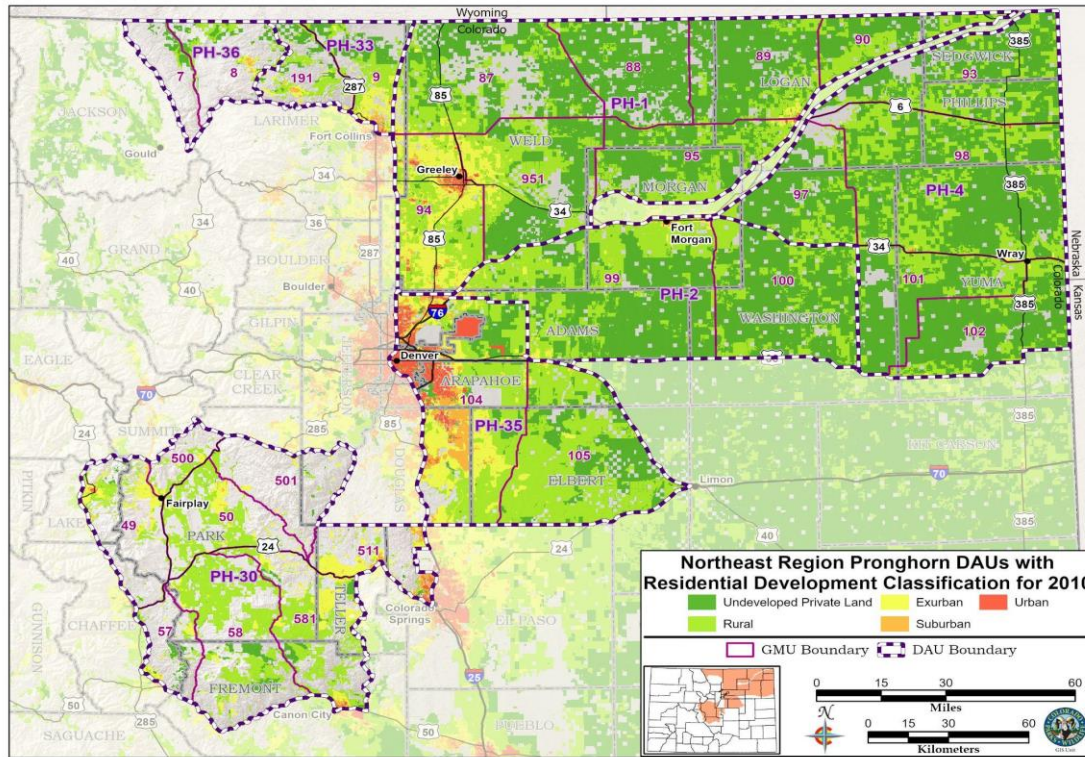 Wyoming
Colorado
PH-36
PH-33
7
8
191
9
287
85
87
88
89
90
PH-1
LOGAN
SEDGWICK
385
93
PHILLIPS
6
JACKSON
Gould
LARIMER
Fort Collins
WELD
Greeley
34
951
94
34
95
MORGAN
98
PH-4
385
97
34
36
287
GRAND
40
34
40
BOULDER
Boulder
85
Fort
Morgan
99
PH-2
100
WASHINGTON
34
101
Wray
YUMA
385
102
Nebraska
Colorado
Kansas
GILPIN
76
ADAMS
EAGLE
CLEAR
CREEK
JEFFERSON
Denver
ARAPAHOE
104
PH-35
105
ELBERT
70
285
85
DOUGLAS
24
SUMMIT
PITKIN
LAKE
500
501
Fairplay
49
50
PARK
24
511
PH-30
TELLER
57
58
581
FREMONT
GUNNISON
CHAFFEE
SAGUACHE
50
285
Canon City
50
Colorado
Springs
EL PASO
25
PUEBLO
24
Limon
40
KIT CARSON
70
385
385
Northeast Region Pronghorn DAUs with
Residential Development Classification for 2010
Undeveloped Private Land
Exurban
Urban
Rural
Suburban
GMU Boundary
DAU Boundary
0 15 30 60
Miles
N
0 15 30 60
Kilometers
COLORADO
GIS Unit